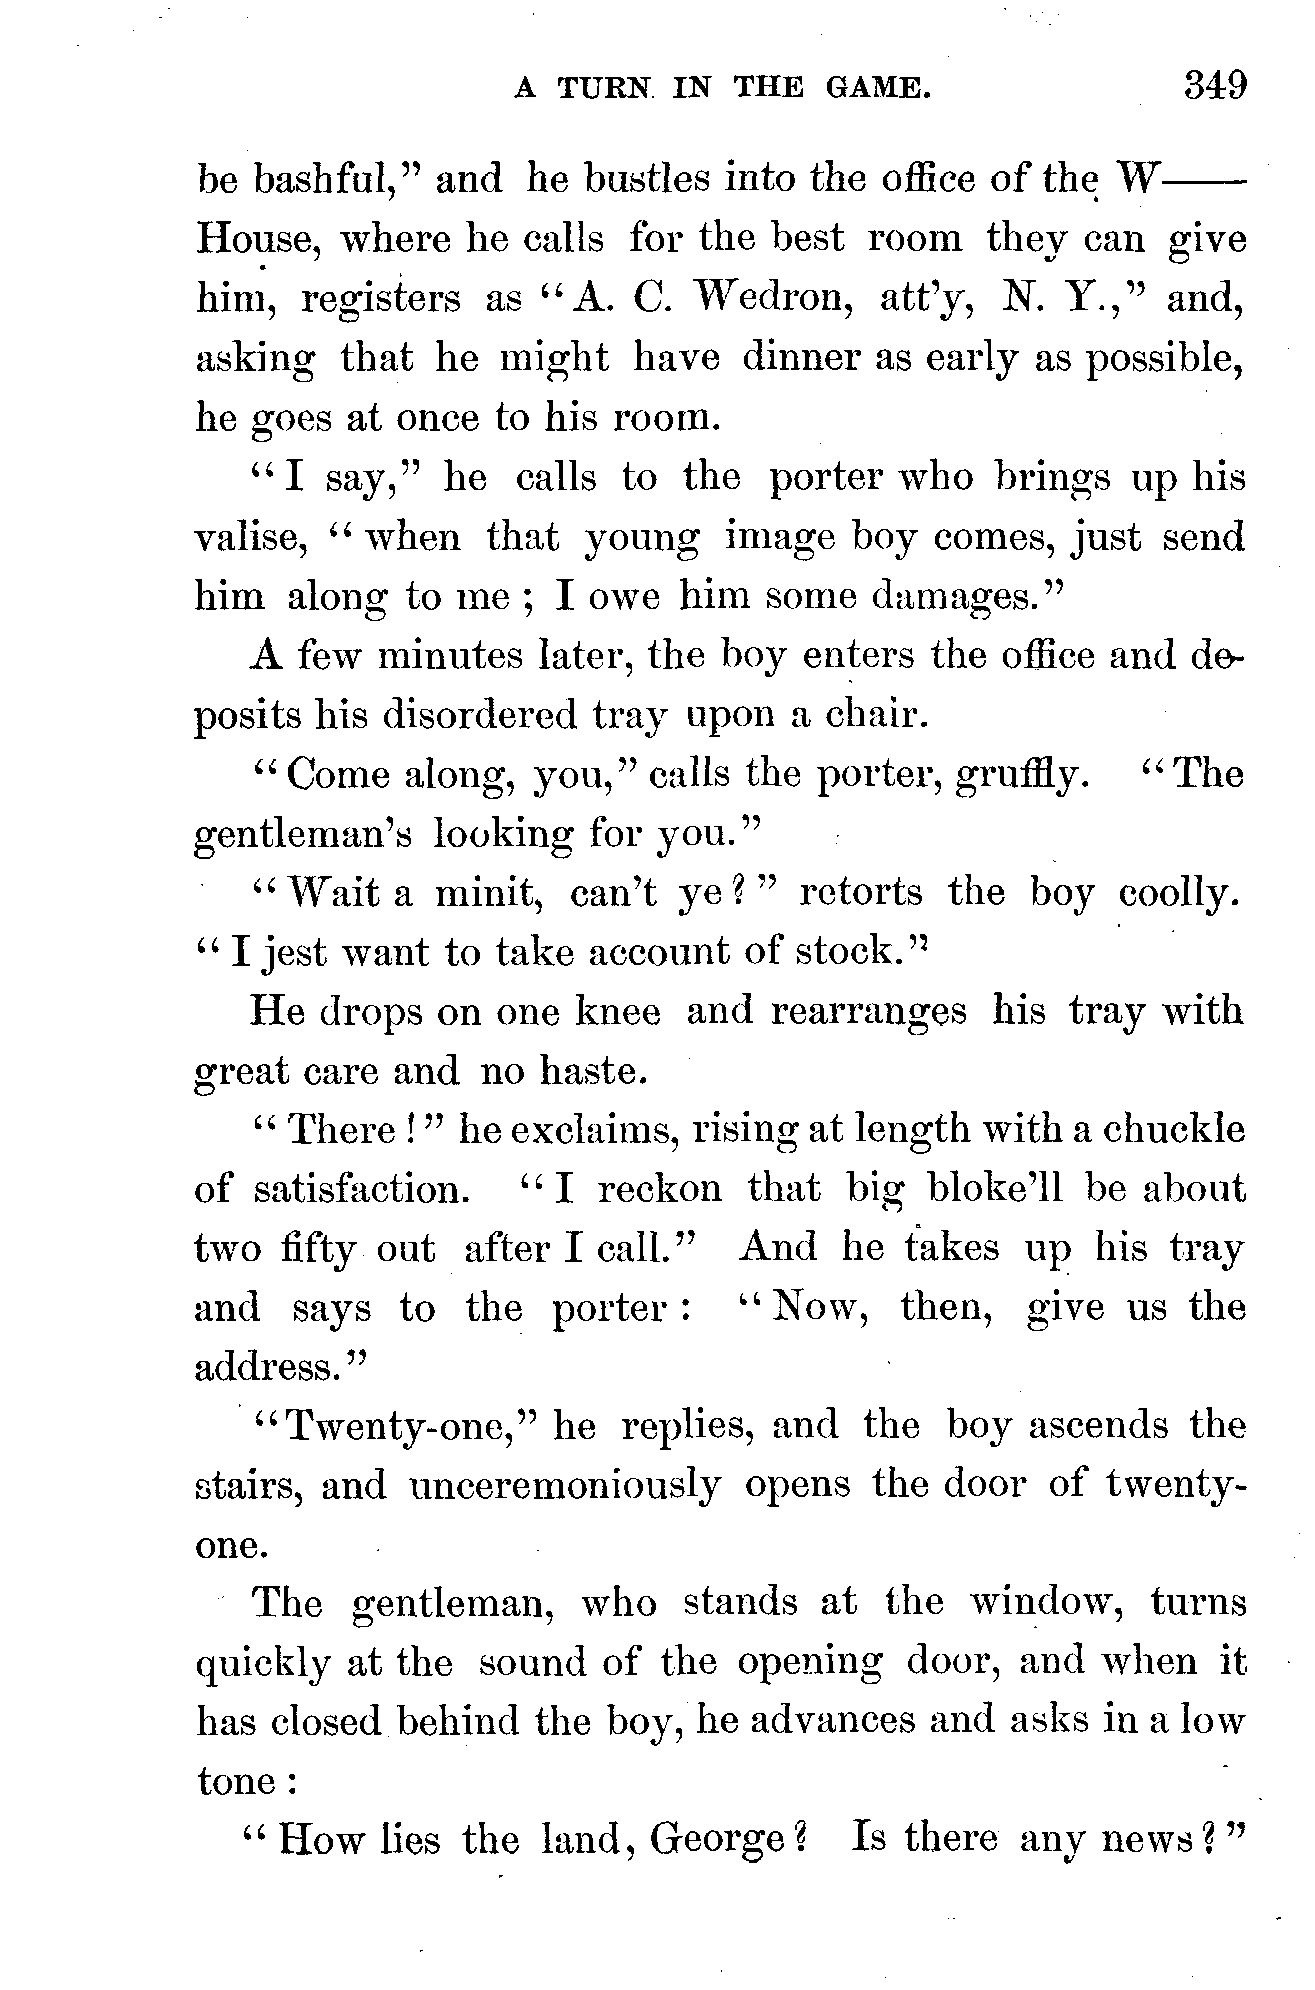 A TURN IN THE GAME. 349
be bashful," and he bustles into the office of the W——
House, where he calls for the best room they can give
him, registers as "A. C. Wedron, att'y, N. Y.," and,
asking that he might have dinner as early as possible,
he goes at once to his room.
"I say," he calls to the porter who brings up his
valise, "when that young image boy comes, just send
him along to me; I owe him some damages."
A few minutes later, the boy enters the office and de-
posits his disordered tray upon a chair.
"Come along, you," calls the porter, gruffly. "The
gentleman's looking for you."
"Wait a minit, can't ye?" retorts the boy coolly.
"I jest want to take account of stock."
He drops on one knee and rearranges his tray with
great care and no haste.
"There!" he exclaims, rising at length with a chuckle
of satisfaction. "I reckon that big bloke'll be about
two fifty out after I call." And he takes up his tray
and says to the porter: "Now, then, give us the
address."
"Twenty-one," he replies, and the boy ascends the
stairs, and unceremoniously opens the door of twenty-
one.
The gentleman, who stands at the window, turns
quickly at the sound of the opening door, and when it
has closed behind the boy, he advances and asks in a low
tone:
"How lies the land, George? Is there any news?"